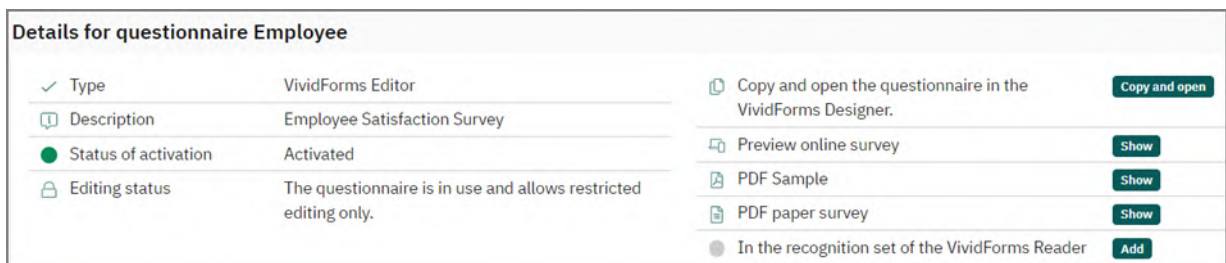 Details for questionnaire Employee
Type VividForms Editor
Description Employee Satisfaction Survey
Status of activation Activated
Editing status The questionnaire is in use and allows restricted
editing only.
Copy and open the questionnaire in the Copy and open
VividForms Designer.
Preview online survey Show
PDF Sample Show
PDF paper survey Show
In the recognition set of the VividForms Reader Add